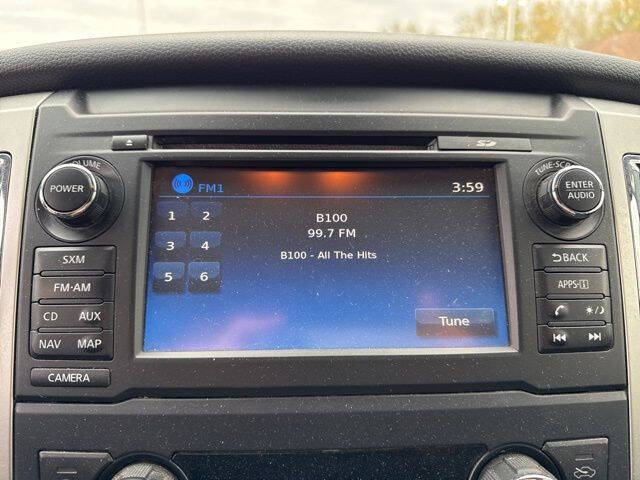 VOLUME
POWER
SXM
FM-AM
CD AUX
NAV MAP
CAMERA
FM1
3:59
1 2
3 4
5 6
B100
99.7 FM
B100 - All The Hits
Tune
SD
TUNE-SCROLL
ENTER
AUDIO
BACK
APPS-i